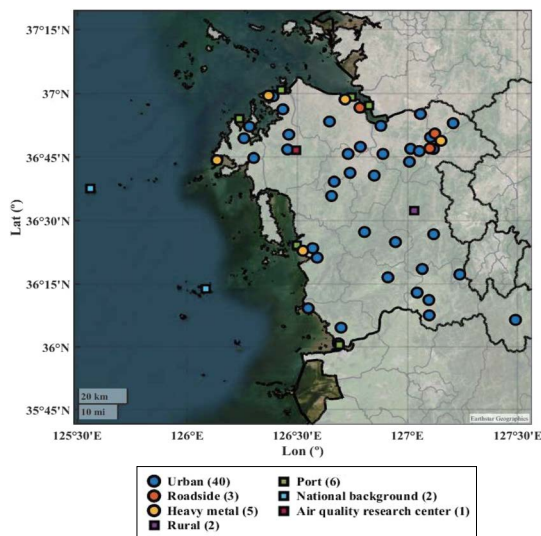 37°15'N
37°N
36°45'N
36°30'N
36°15'N
36°N
35°45'N
Lat (º)
20 km
10 mi
Earthstar Geographics
125°30'E
126°E
126°30'E
127°E
127°30'E
Lon (º)
Urban (40)
Roadside (3)
Heavy metal (5)
Rural (2)
Port (6)
National background (2)
Air quality research center (1)